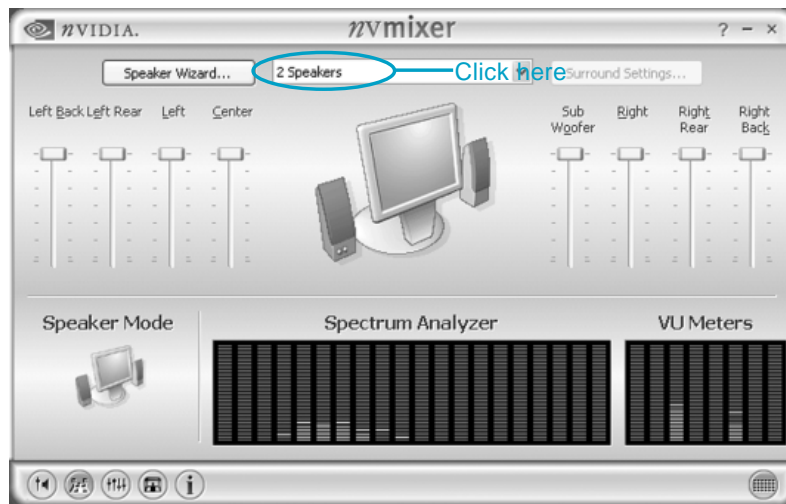 nVIDIA.
nvmixer
? - ×
Speaker Wizard...
2 Speakers
Click here
Surround Settings...
Left Back
Left Rear
Left
Center
Sub Woofer
Right
Right Rear
Right Back
Speaker Mode
Spectrum Analyzer
VU Meters